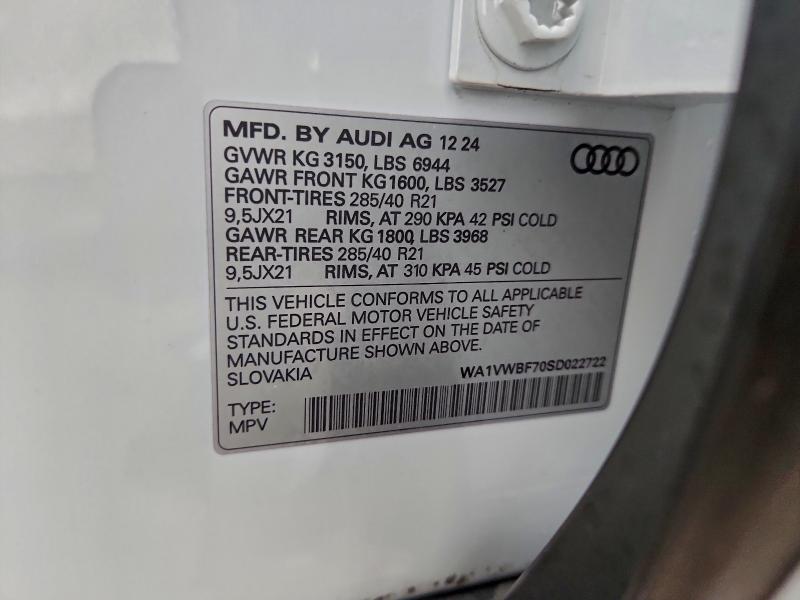 MFD. BY AUDI AG 12 24
GVWR KG 3150, LBS 6944
GAWR FRONT KG 1600, LBS 3527
FRONT-TIRES 285/40 R21
9,5JX21 RIMS, AT 290 KPA 42 PSI COLD
GAWR REAR KG 1800, LBS 3968
REAR-TIRES 285/40 R21
9,5JX21 RIMS, AT 310 KPA 45 PSI COLD
THIS VEHICLE CONFORMS TO ALL APPLICABLE
U.S. FEDERAL MOTOR VEHICLE SAFETY
STANDARDS IN EFFECT ON THE DATE OF
MANUFACTURE SHOWN ABOVE.
SLOVAKIA WA1VWBF70SD022722
TYPE:
MPV